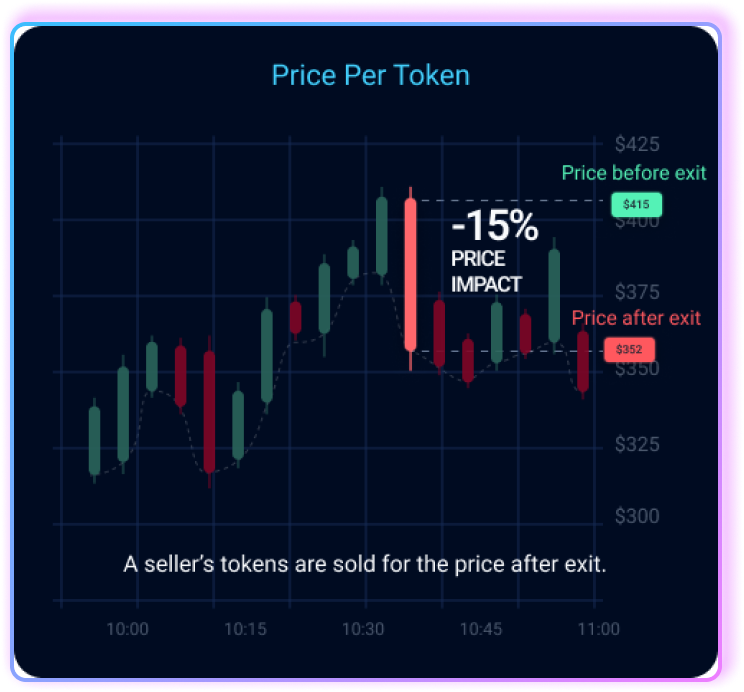 Price Per Token
$425
Price before exit
$415
$400
-15%
PRICE
IMPACT
$375
Price after exit
$352
$350
$325
$300
A seller’s tokens are sold for the price after exit.
10:00 10:15 10:30 10:45 11:00